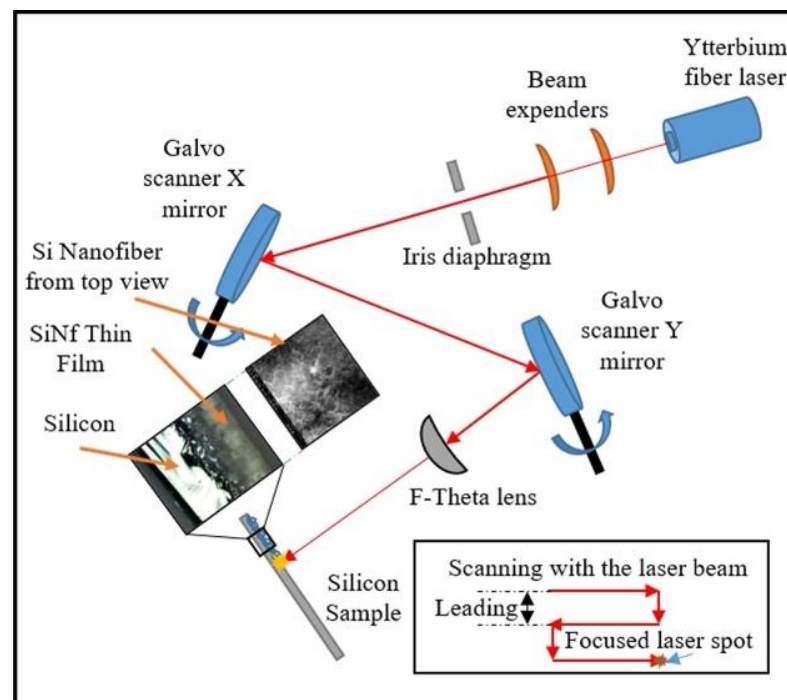 Ytterbium
fiber laser
Beam
expenders
Galvo
scanner X
mirror
Iris diaphragm
Si Nanofiber
from top view
SiNf Thin
Film
Silicon
Galvo
scanner Y
mirror
F-Theta lens
Silicon
Sample
Scanning with the laser beam
Leading
Focused laser spot